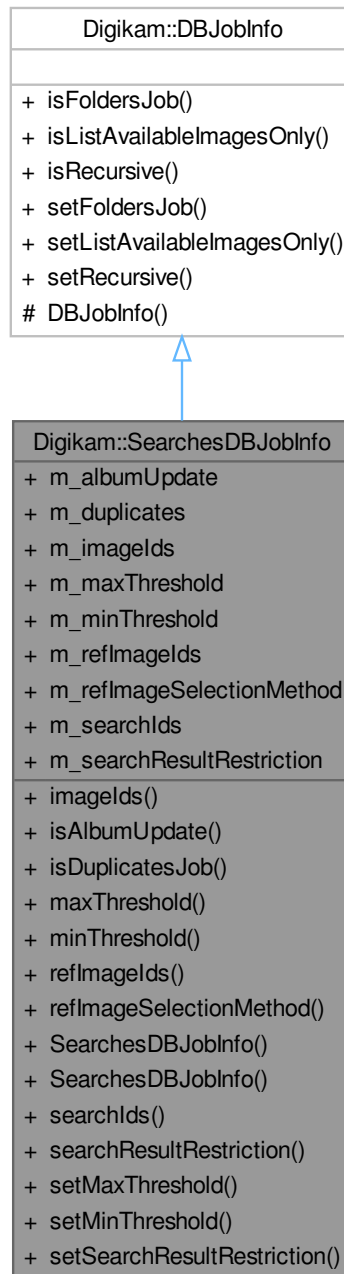 Digikam::DBJobInfo
+ isFoldersJob()
+ isListAvailableImagesOnly()
+ isRecursive()
+ setFoldersJob()
+ setListAvailableImagesOnly()
+ setRecursive()
# DBJobInfo()
Digikam::SearchesDBJobInfo
+ m_albumUpdate
+ m_duplicates
+ m_imageIds
+ m_maxThreshold
+ m_minThreshold
+ m_refImageIds
+ m_refImageSelectionMethod
+ m_searchIds
+ m_searchResultRestriction
+ imageIds()
+ isAlbumUpdate()
+ isDuplicatesJob()
+ maxThreshold()
+ minThreshold()
+ refImageIds()
+ refImageSelectionMethod()
+ SearchesDBJobInfo()
+ SearchesDBJobInfo()
+ searchIds()
+ searchResultRestriction()
+ setMaxThreshold()
+ setMinThreshold()
+ setSearchResultRestriction()